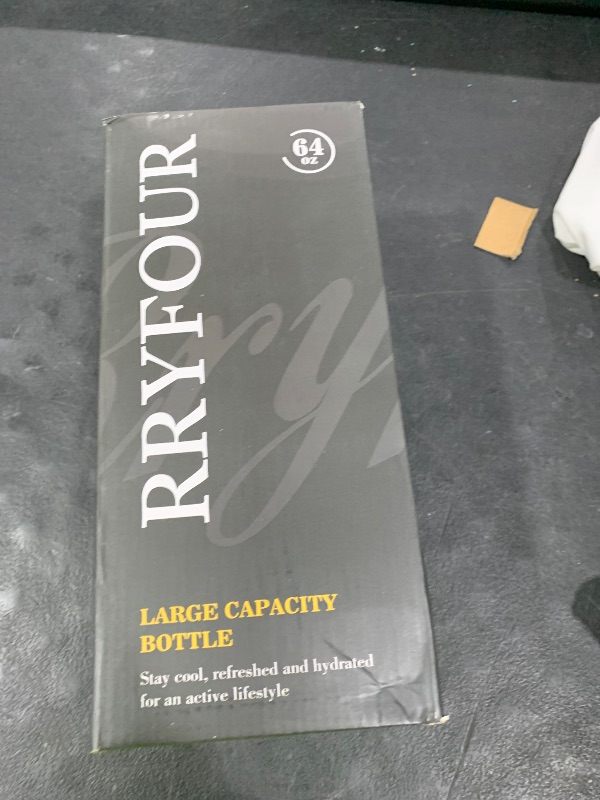 64
oz
RRYFOUR
LARGE CAPACITY
BOTTLE
Stay cool, refreshed and hydrated
for an active lifestyle